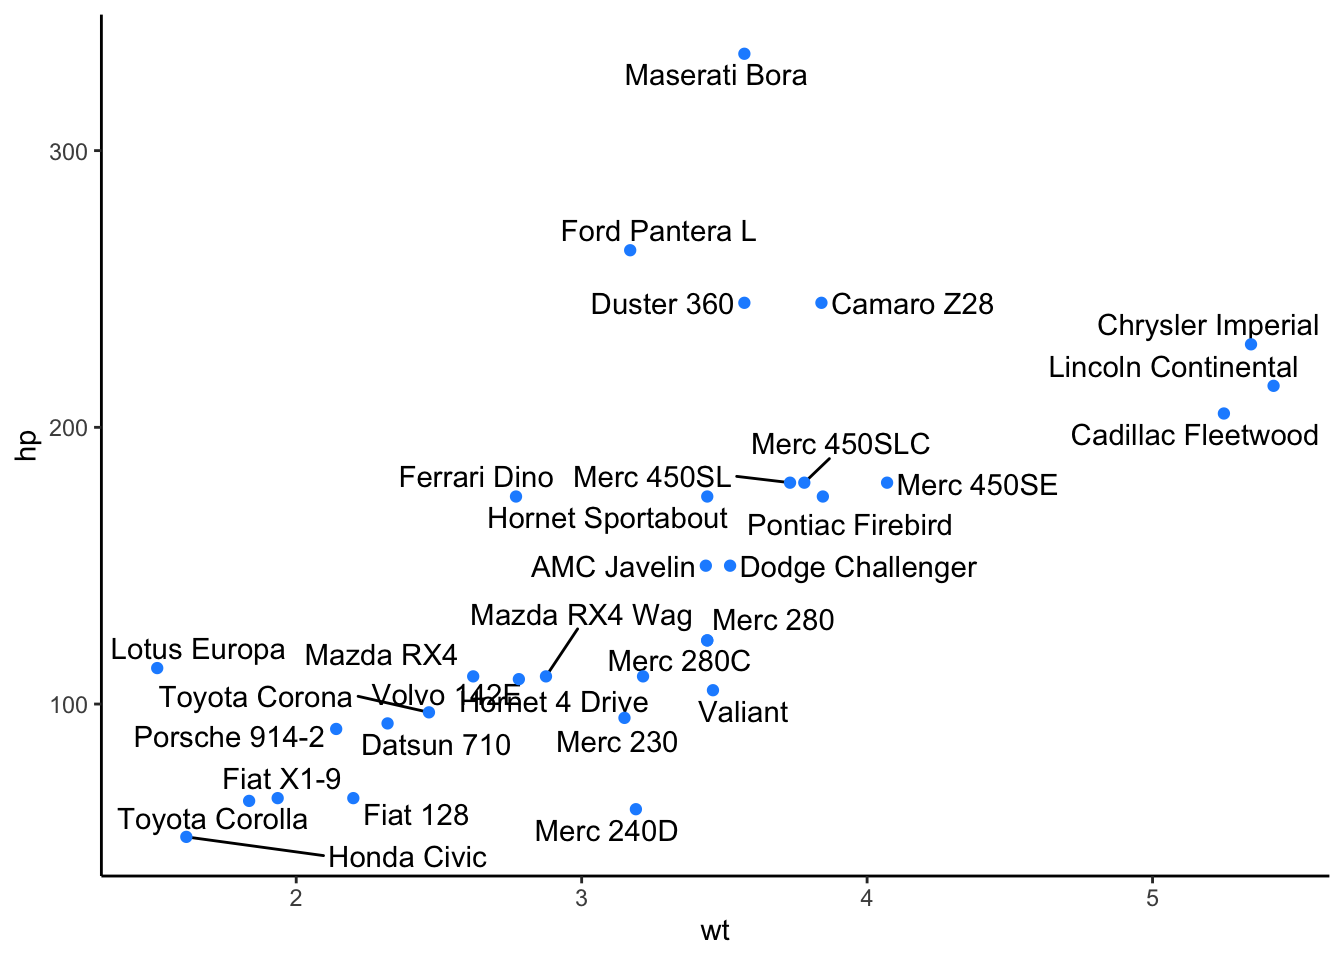 Maserati Bora
300
Ford Pantera L
Duster 360
Camaro Z28
Chrysler Imperial
Lincoln Continental
hp
200
Cadillac Fleetwood
Merc 450SLC
Ferrari Dino
Merc 450SL
Merc 450SE
Hornet Sportabout
Pontiac Firebird
AMC Javelin
Dodge Challenger
Mazda RX4 Wag
Merc 280
Lotus Europa
Mazda RX4
Merc 280C
Toyota Corona
Volvo 142E
Hornet 4 Drive
100
Valiant
Porsche 914-2
Datsun 710
Merc 230
Fiat X1-9
Fiat 128
Toyota Corolla
Merc 240D
Honda Civic
2
3
4
5
wt